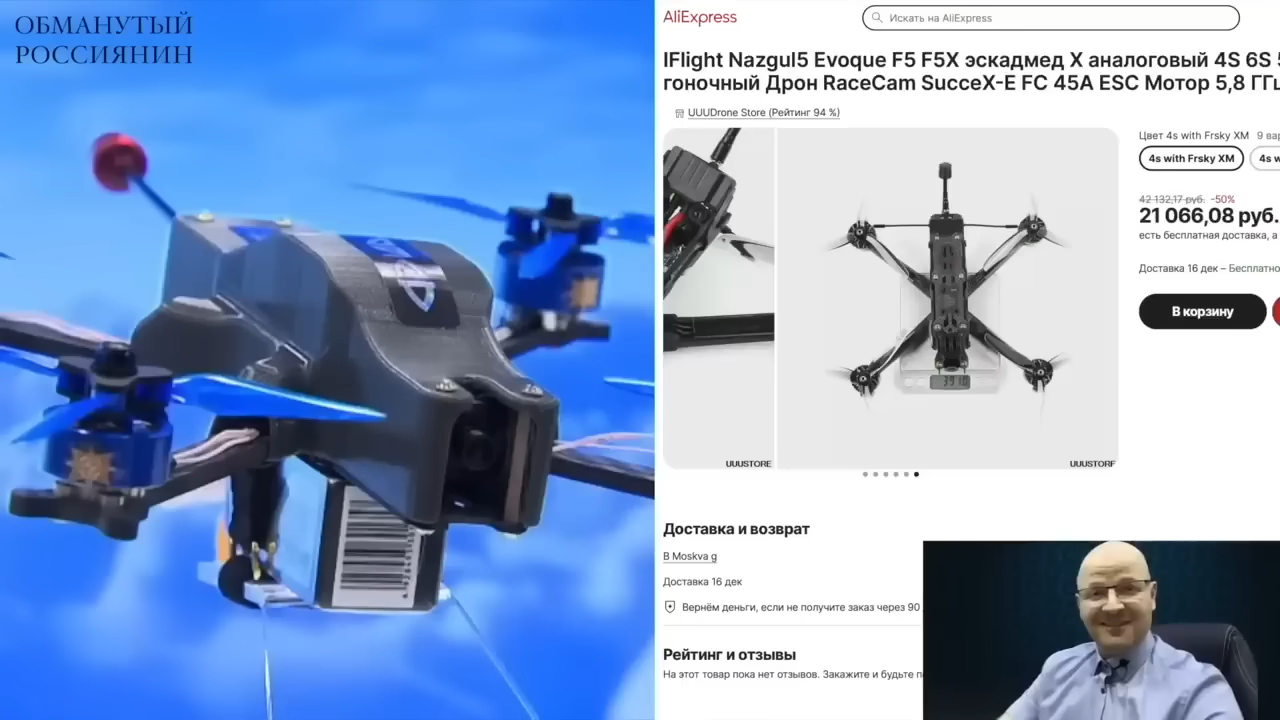 ОБМАНУТЫЙ
РОССИЯНИН
AliExpress
Искать на AliExpress
IFlight Nazgul5 Evoque F5 F5X эскадмед X аналоговый 4S 6S
гоночный Дрон RaceCam SucceX-E FC 45A ESC Мотор 5,8 ГГц
UUUDrone Store (Рейтинг 94 %)
Цвет 4s with Frsky XM 9 вар
4s with Frsky XM
4s w
42 132,17 руб. -50%
21 066,08 руб.
есть бесплатная доставка, а
Доставка 16 дек – Бесплатно
В корзину
UUUSTORE
UUUSTORE
Доставка и возврат
В Moskva g
Доставка 16 дек
Вернём деньги, если не получите заказ через 90
Рейтинг и отзывы
На этот товар пока нет отзывов. Закажите и будьте п